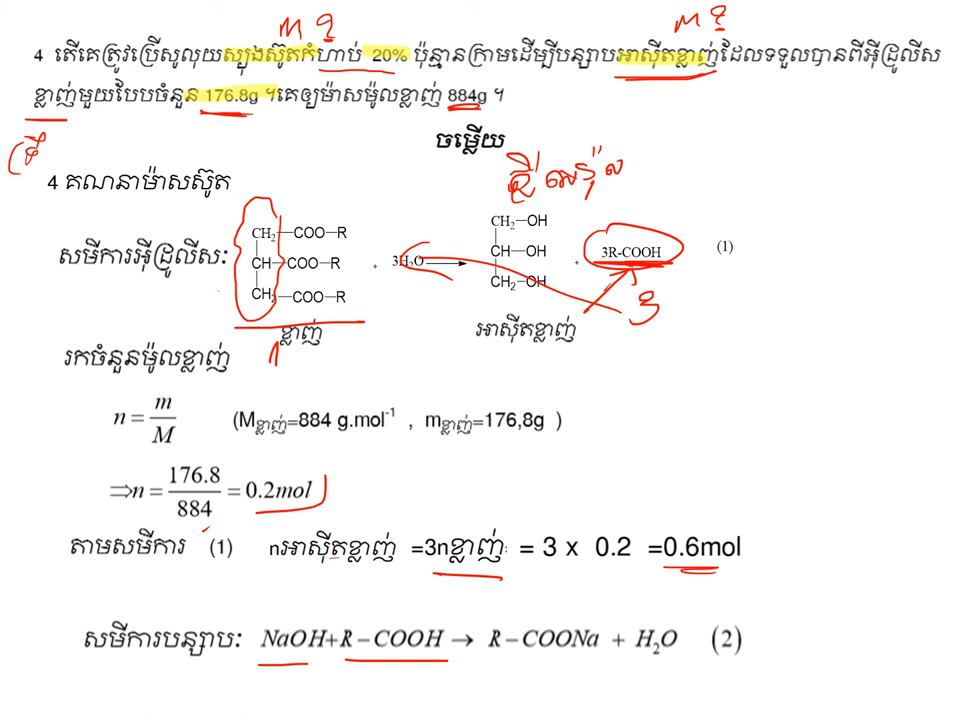 m ?
m ?
4 តើគេត្រូវប្រើសូលុយស្យុងស៊ូតកំហាប់ 20% ប៉ុន្មានក្រាមដើម្បីបន្សាបអាស៊ីតខ្លាញ់ដែលទទួលបានពីអ៊ីដ្រូលីស
ខ្លាញ់មួយបែបចំនួន 176.8g ។គេឲ្យម៉ាសម៉ូលខ្លាញ់ 884g ។
ចម្លើយ
4 គណនាម៉ាសស៊ូត
CH2—COO—R CH2—OH
សមីការអ៊ីដ្រូលីសៈ CH—COO—R + 3H2O → CH—OH + 3R-COOH (1)
CH2—COO—R CH2—OH
3
ខ្លាញ់ អាស៊ីតខ្លាញ់
1
រកចំនួនម៉ូលខ្លាញ់
n = m/M (Mខ្លាញ់=884 g.mol-1 , mខ្លាញ់=176,8g )
⇒n = 176.8/884 = 0.2mol
តាមសមីការ (1) nអាស៊ីតខ្លាញ់ =3nខ្លាញ់ = 3 x 0.2 =0.6mol
សមីការបន្សាបៈ NaOH+R−COOH → R−COONa + H2O (2)